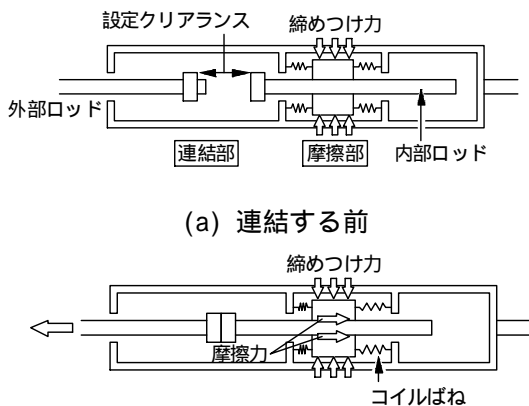 設定クリアランス
締めつけ力
外部ロッド
連結部
摩擦部
内部ロッド
(a) 連結する前
締めつけ力
摩擦力
コイルばね